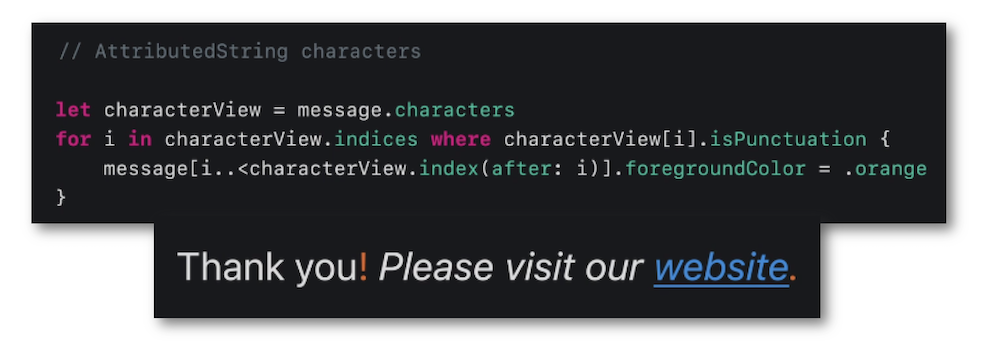 // AttributedString characters
let characterView = message.characters
for i in characterView.indices where characterView[i].isPunctuation {
    message[i..<characterView.index(after: i)].foregroundColor = .orange
}
Thank you! Please visit our website.